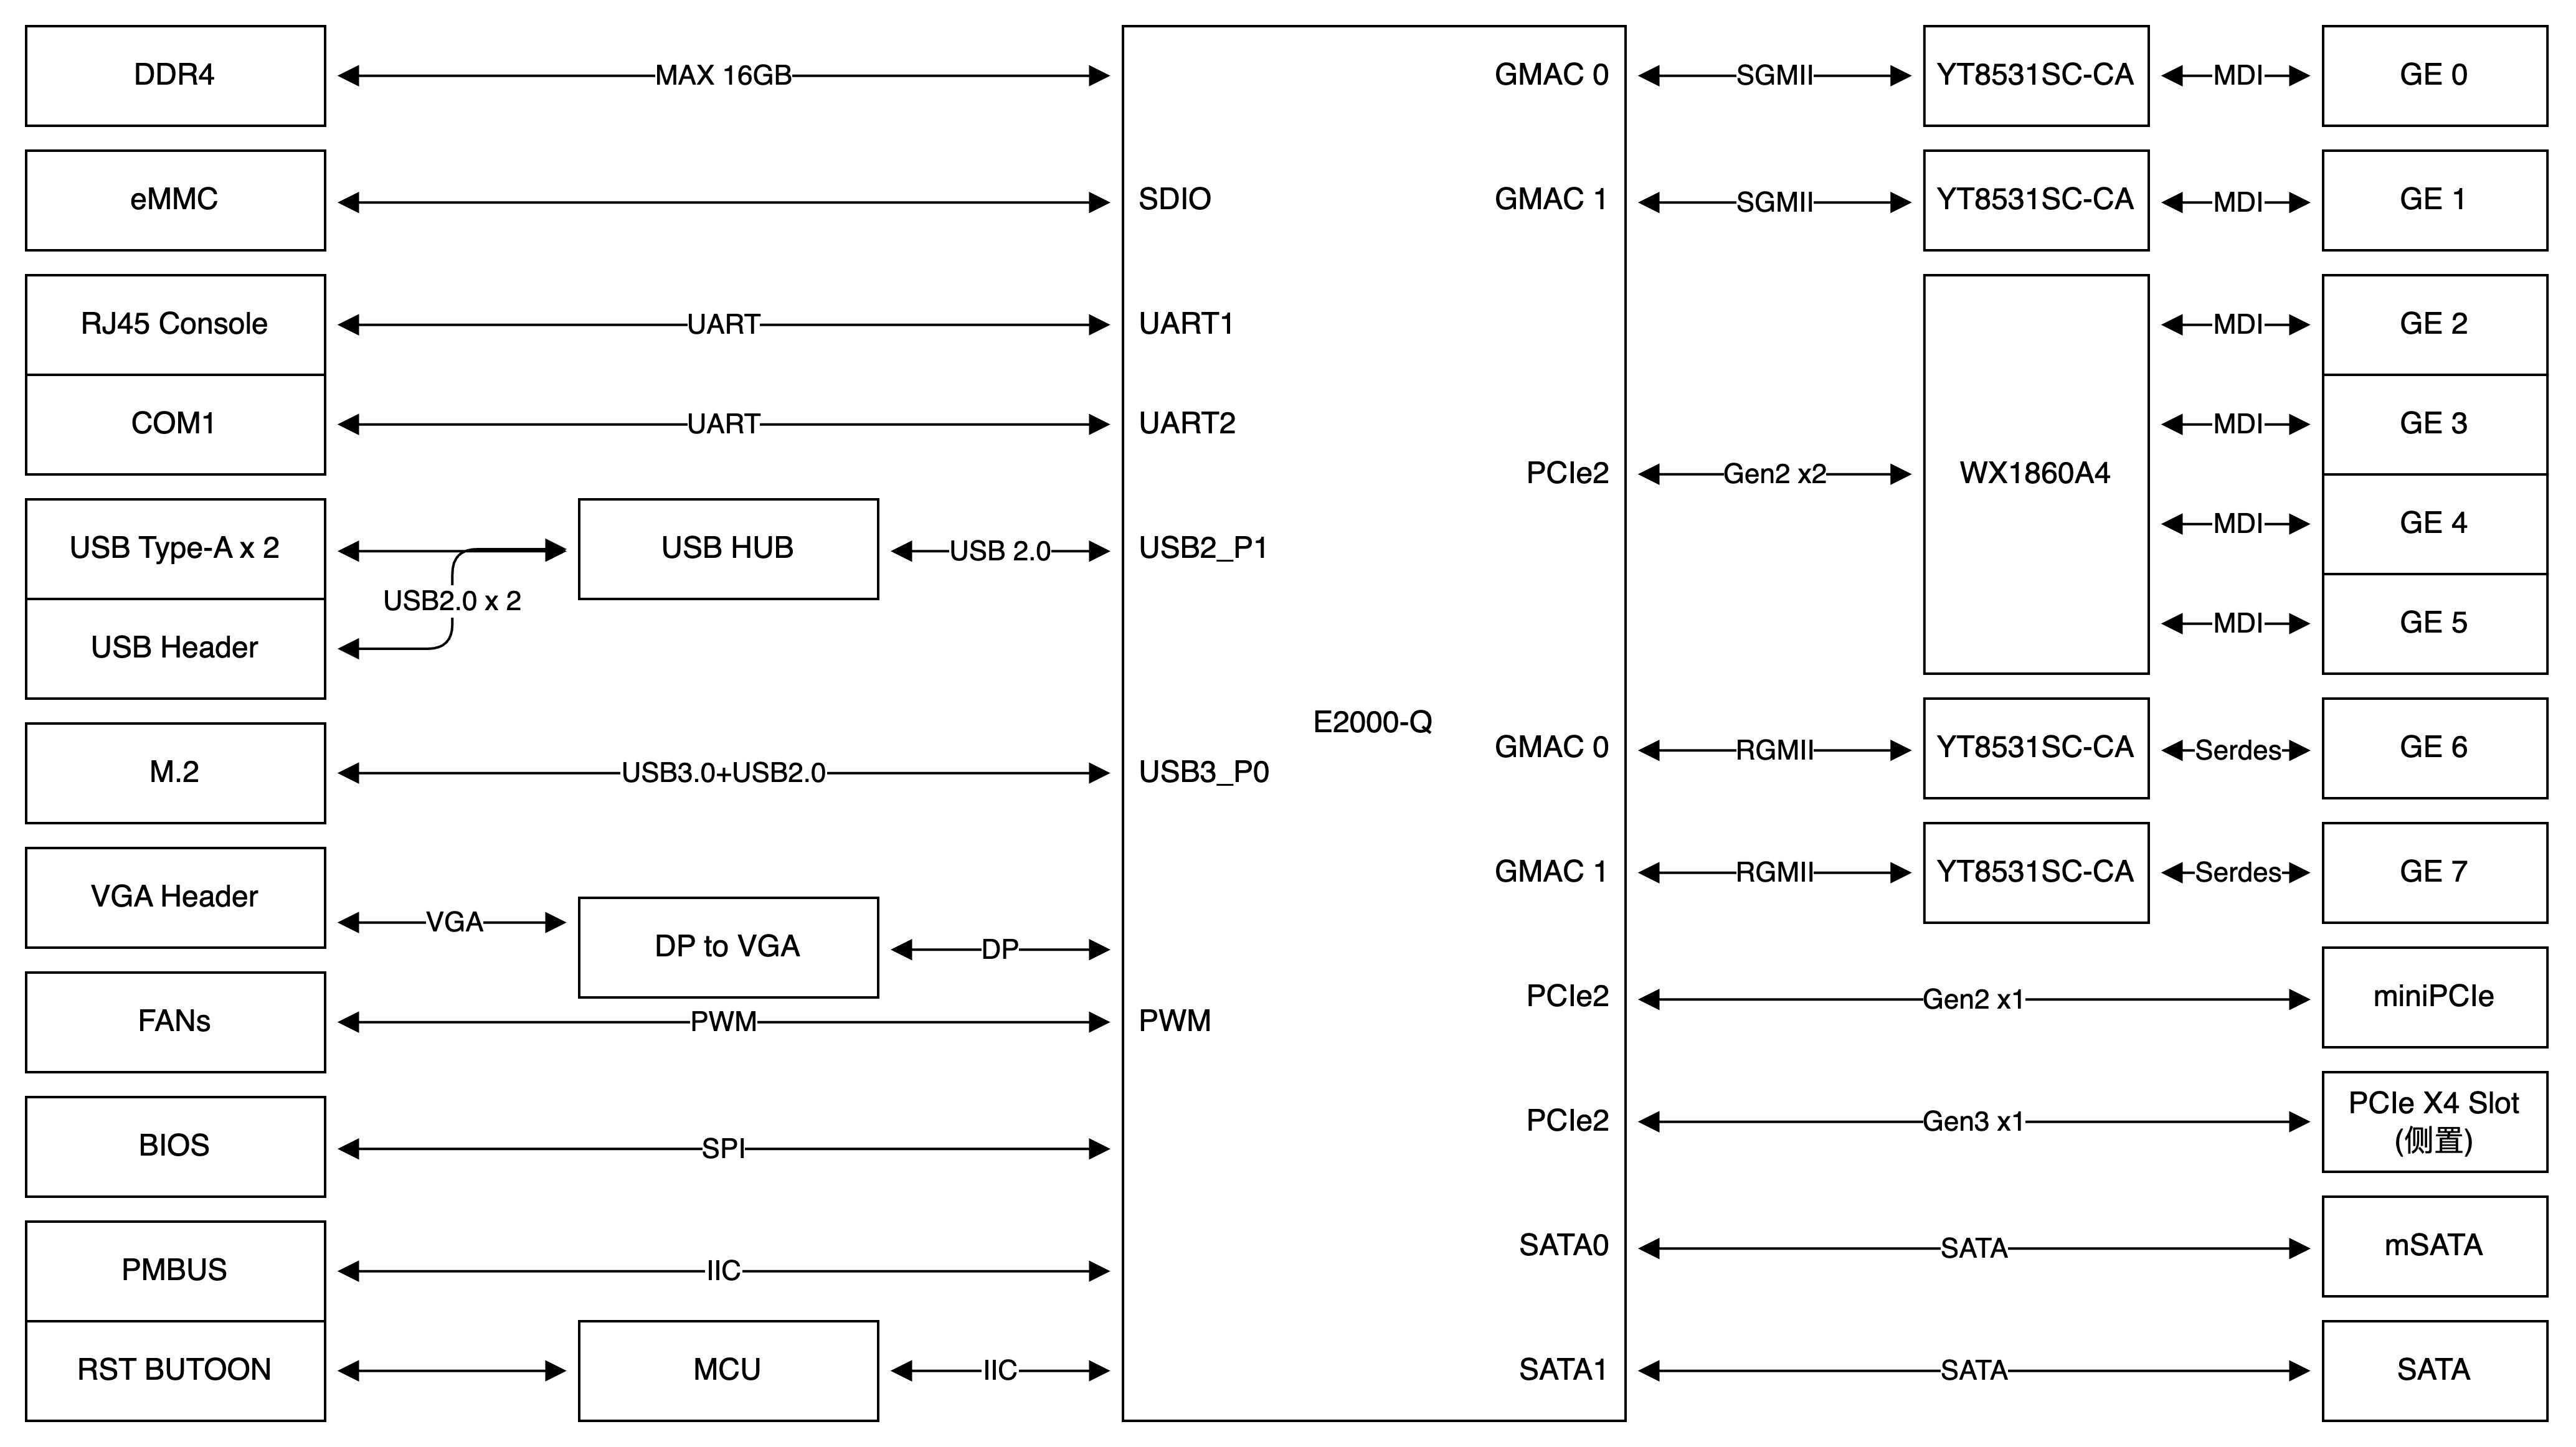 DDR4
MAX 16GB
GMAC 0
SGMII
YT8531SC-CA
MDI
GE 0
eMMC
SDIO
GMAC 1
SGMII
YT8531SC-CA
MDI
GE 1
RJ45 Console
UART
UART1
MDI
GE 2
COM1
UART
UART2
MDI
GE 3
PCIe2
Gen2 x2
WX1860A4
USB Type-A x 2
USB HUB
USB 2.0
USB2_P1
MDI
GE 4
USB2.0 x 2
USB Header
MDI
GE 5
E2000-Q
M.2
USB3.0+USB2.0
USB3_P0
GMAC 0
RGMII
YT8531SC-CA
Serdes
GE 6
VGA Header
VGA
DP to VGA
DP
GMAC 1
RGMII
YT8531SC-CA
Serdes
GE 7
FANs
PWM
PWM
PCIe2
Gen2 x1
miniPCIe
BIOS
SPI
PCIe2
Gen3 x1
PCIe X4 Slot
(侧置)
PMBUS
IIC
SATA0
SATA
mSATA
RST BUTOON
MCU
IIC
SATA1
SATA
SATA